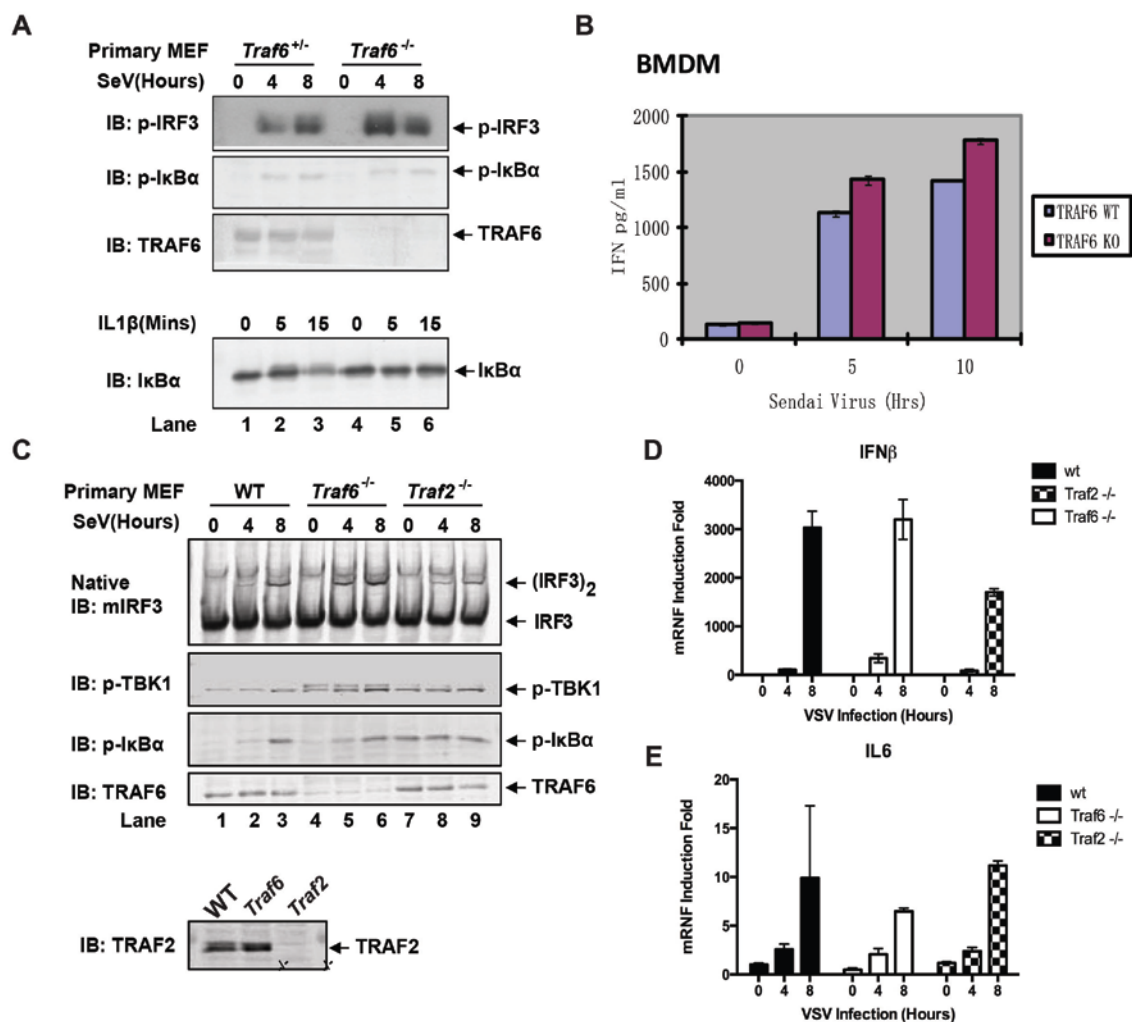 A
Primary MEF Traf6+/- Traf6-/-
SeV(Hours) 0 4 8 0 4 8
IB: p-IRF3 p-IRF3
IB: p-IκBα p-IκBα
IB: TRAF6 TRAF6
IL1β(Mins) 0 5 15 0 5 15
IB: IκBα IκBα
Lane 1 2 3 4 5 6
B
BMDM
2000
1500
1000
500
0
IFN pg/ml
0 5 10
Sendai Virus (Hrs)
TRAF6 WT
TRAF6 KO
C
Primary MEF WT Traf6-/- Traf2-/-
SeV(Hours) 0 4 8 0 4 8 0 4 8
Native
IB: mIRF3
(IRF3)2
IRF3
IB: p-TBK1 p-TBK1
IB: p-IκBα p-IκBα
IB: TRAF6 TRAF6
Lane 1 2 3 4 5 6 7 8 9
WT Traf6 Traf2
IB: TRAF2 TRAF2
-/- -/-
D
IFNβ
4000
3000
2000
1000
0
mRNF Induction Fold
0 4 8 0 4 8 0 4 8
VSV Infection (Hours)
wt
Traf2 -/-
Traf6 -/-
E
IL6
20
15
10
5
0
mRNF Induction Fold
0 4 8 0 4 8 0 4 8
VSV Infection (Hours)
wt
Traf6 -/-
Traf2 -/-